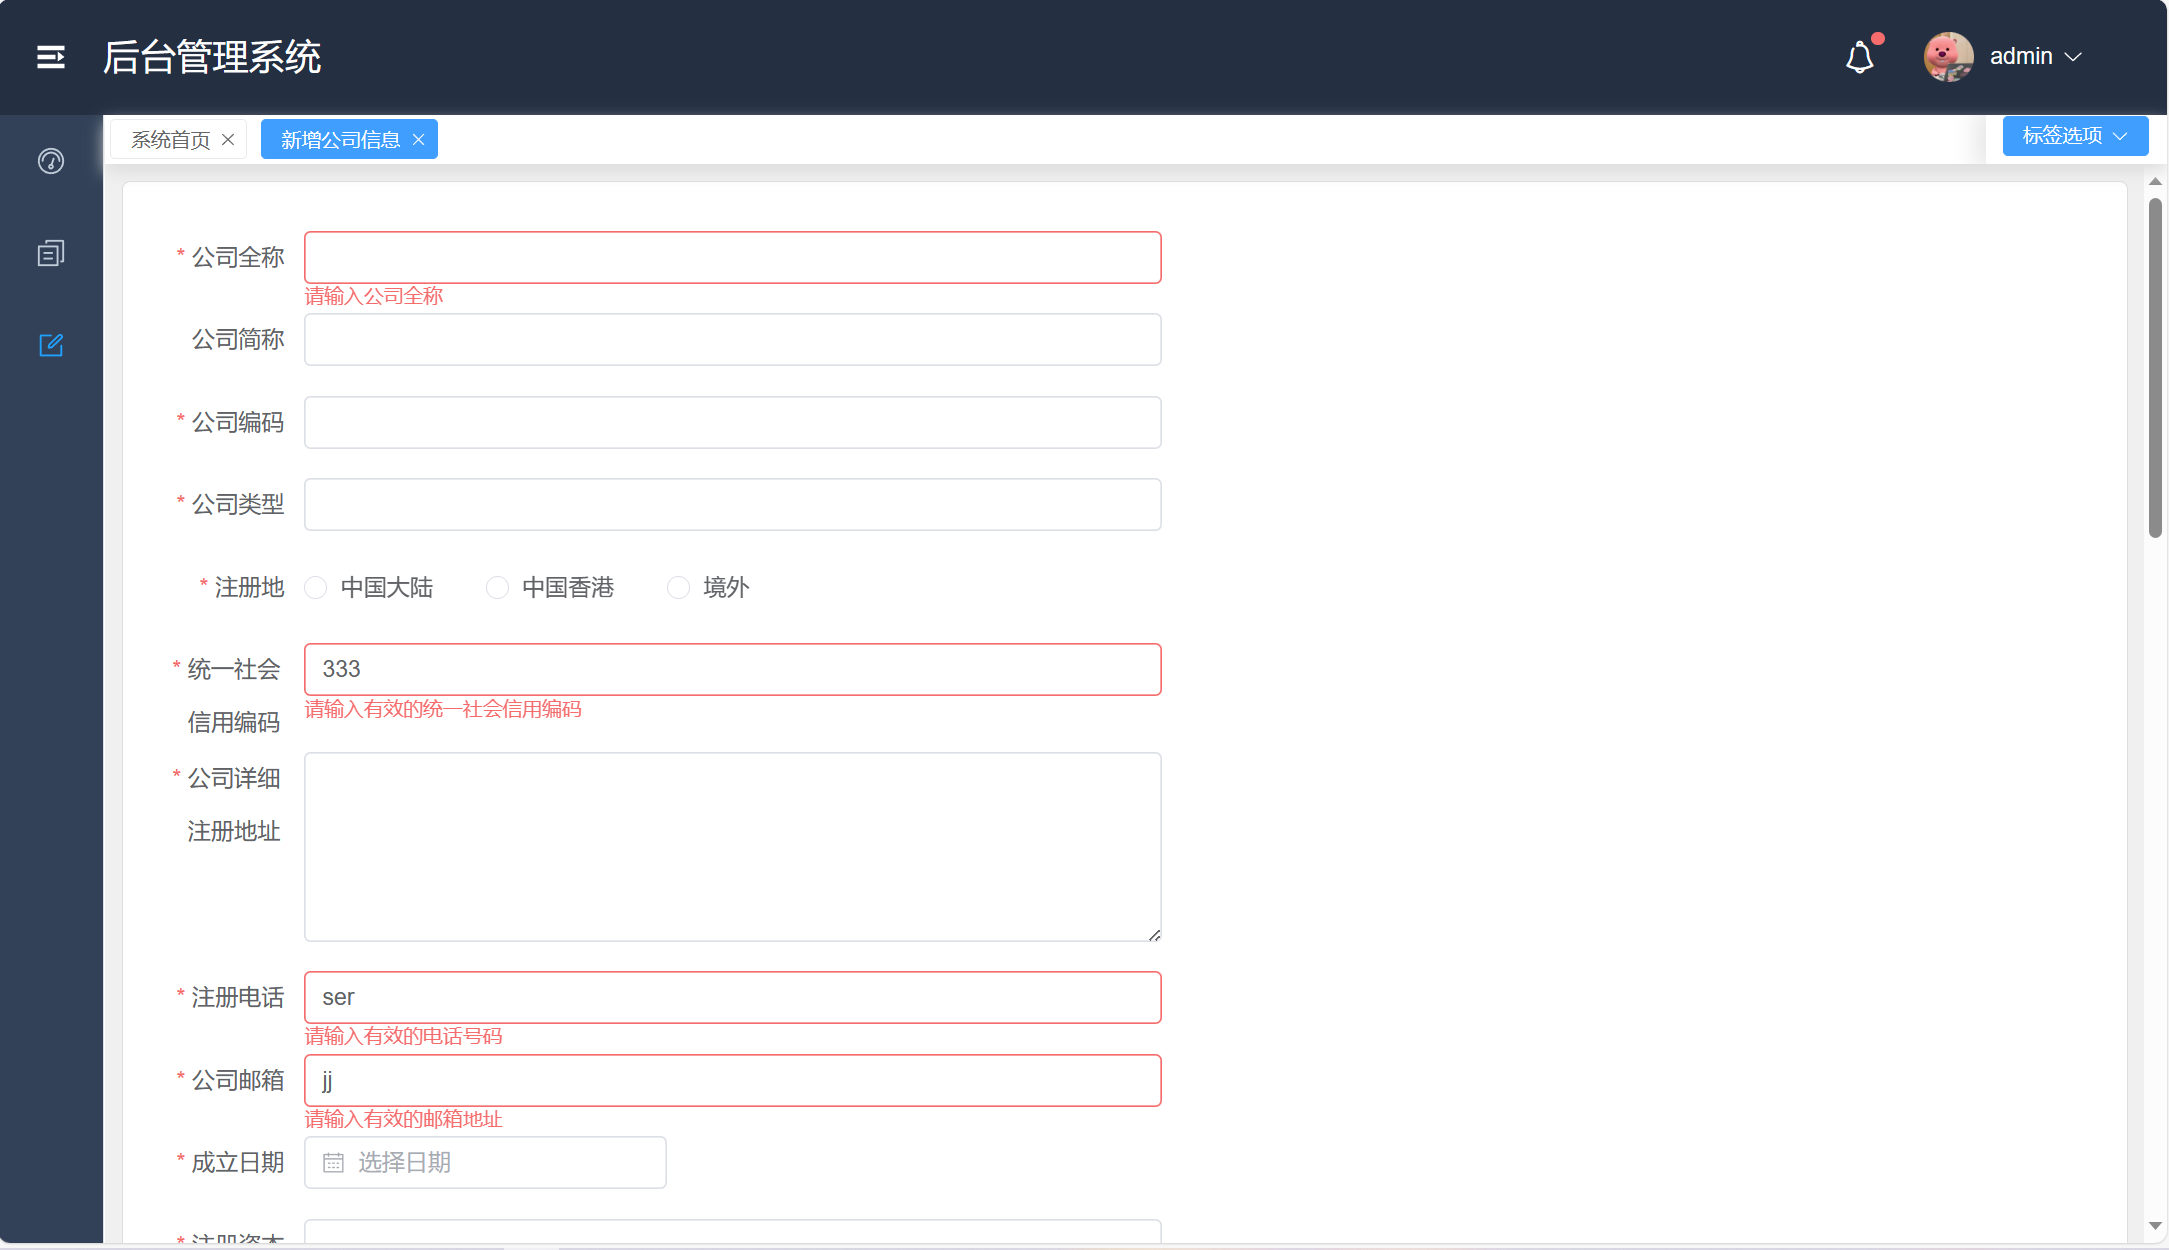 后台管理系统
admin
系统首页
新增公司信息
标签选项
* 公司全称
请输入公司全称
公司简称
* 公司编码
* 公司类型
* 注册地 中国大陆 中国香港 境外
* 统一社会 333
信用编码 请输入有效的统一社会信用编码
* 公司详细
注册地址
* 注册电话 ser
请输入有效的电话号码
* 公司邮箱 jj
请输入有效的邮箱地址
* 成立日期 选择日期
* 注册资本